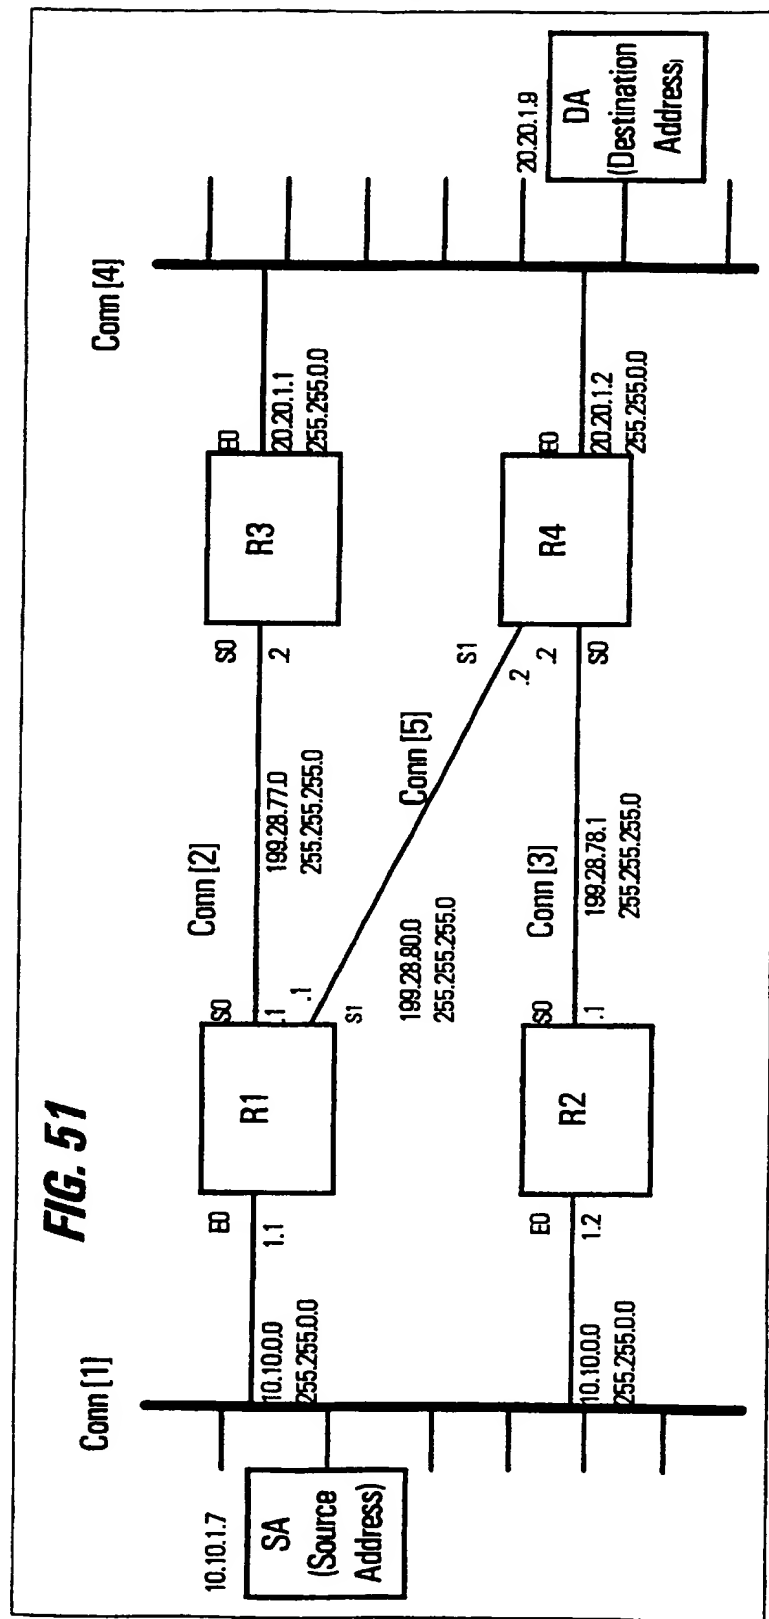 FIG. 51
Conn [1]
10.10.1.7
SA
(Source
Address)
10.10.0.0
255.255.0.0
E0
1.1
R1
S0
.1
.1
S1
Conn [2]
199.28.77.0
255.255.255.0
S0
.2
R3
E0
20.20.1.1
255.255.0.0
Conn [4]
199.28.80.0
255.255.255.0
Conn [5]
S1
.2
10.10.0.0
255.255.0.0
E0
1.2
R2
S0
.1
Conn [3]
199.28.78.1
255.255.255.0
.2
S0
R4
E0
20.20.1.2
255.255.0.0
20.20.1.9
DA
(Destination
Address)